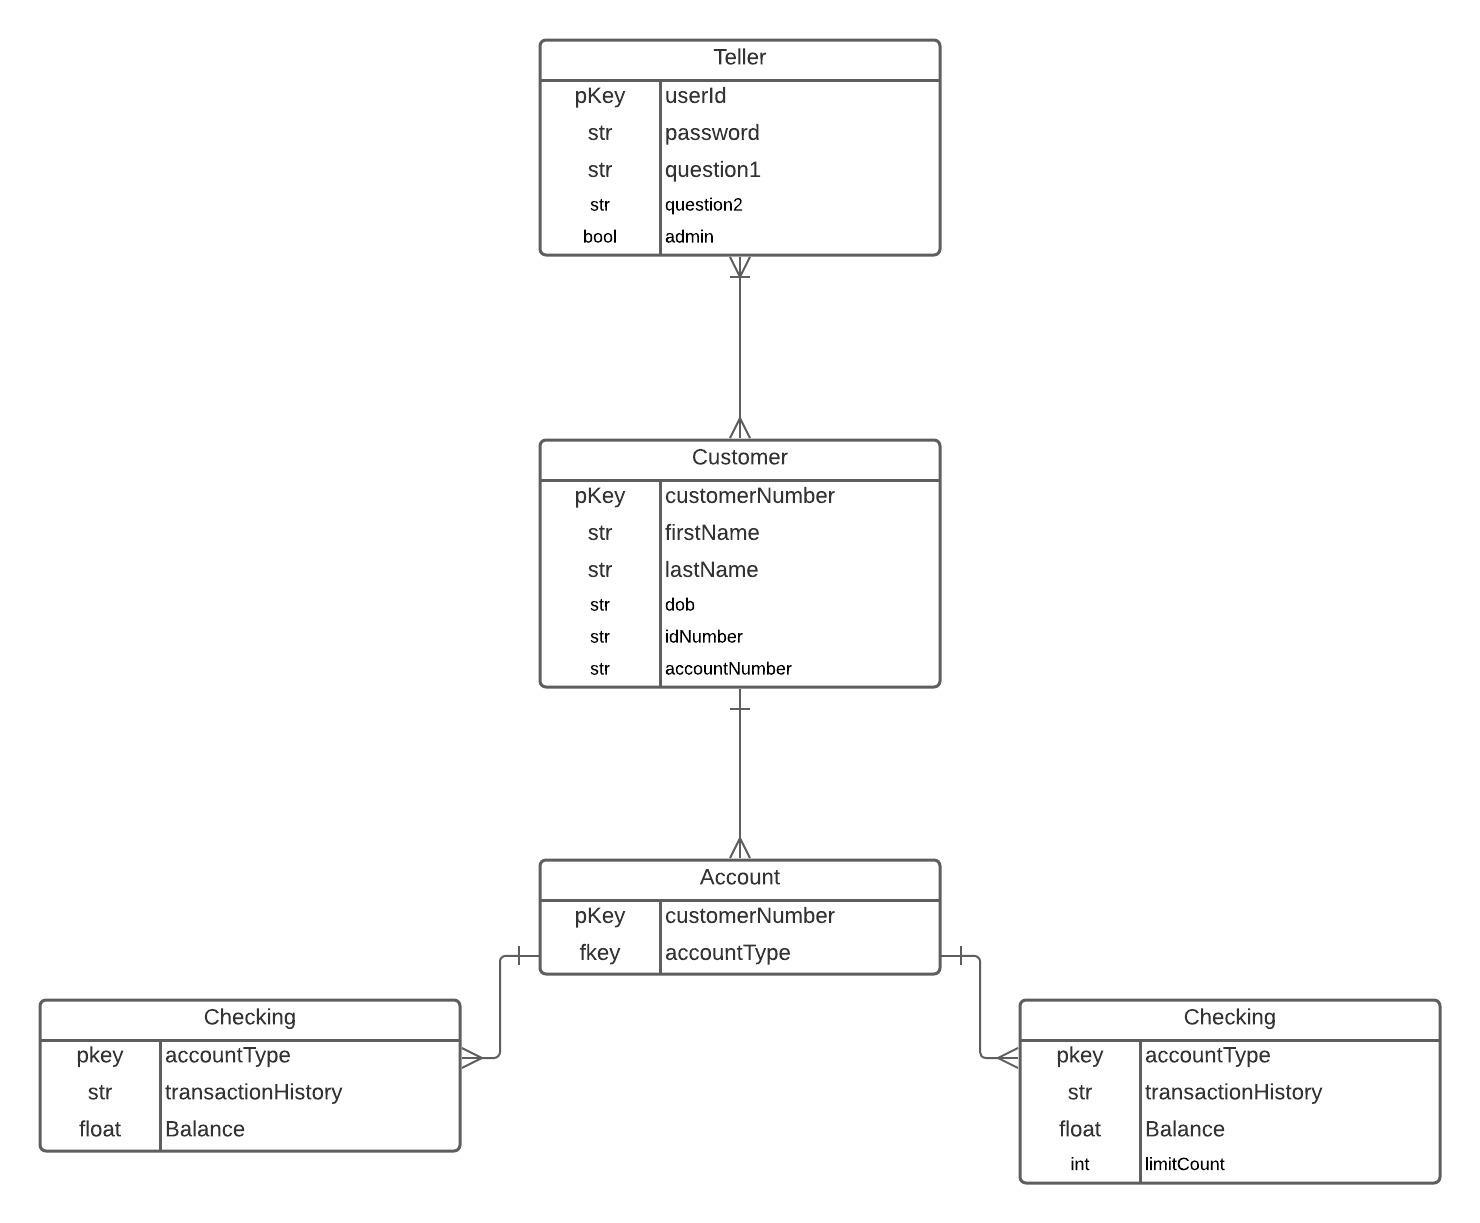 Teller
pKey userId
str password
str question1
str question2
bool admin
Customer
pKey customerNumber
str firstName
str lastName
str dob
str idNumber
str accountNumber
Account
pKey customerNumber
fkey accountType
Checking
pkey accountType
str transactionHistory
float Balance
Checking
pkey accountType
str transactionHistory
float Balance
int limitCount